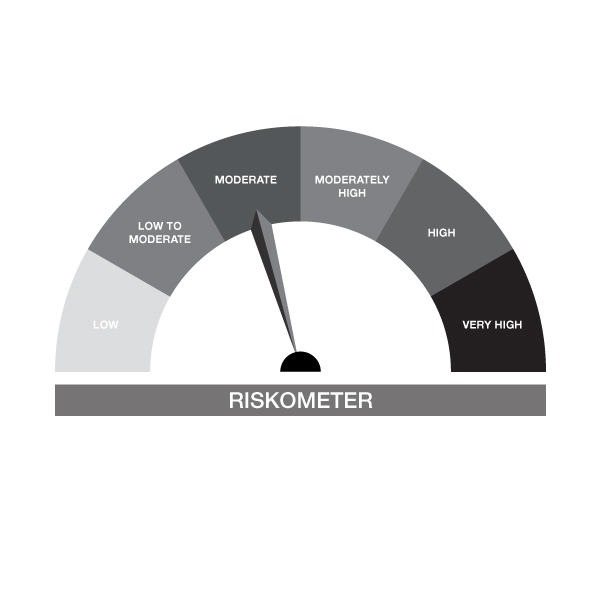 MODERATE
MODERATELY
HIGH
LOW TO
MODERATE
HIGH
LOW
VERY HIGH
RISKOMETER